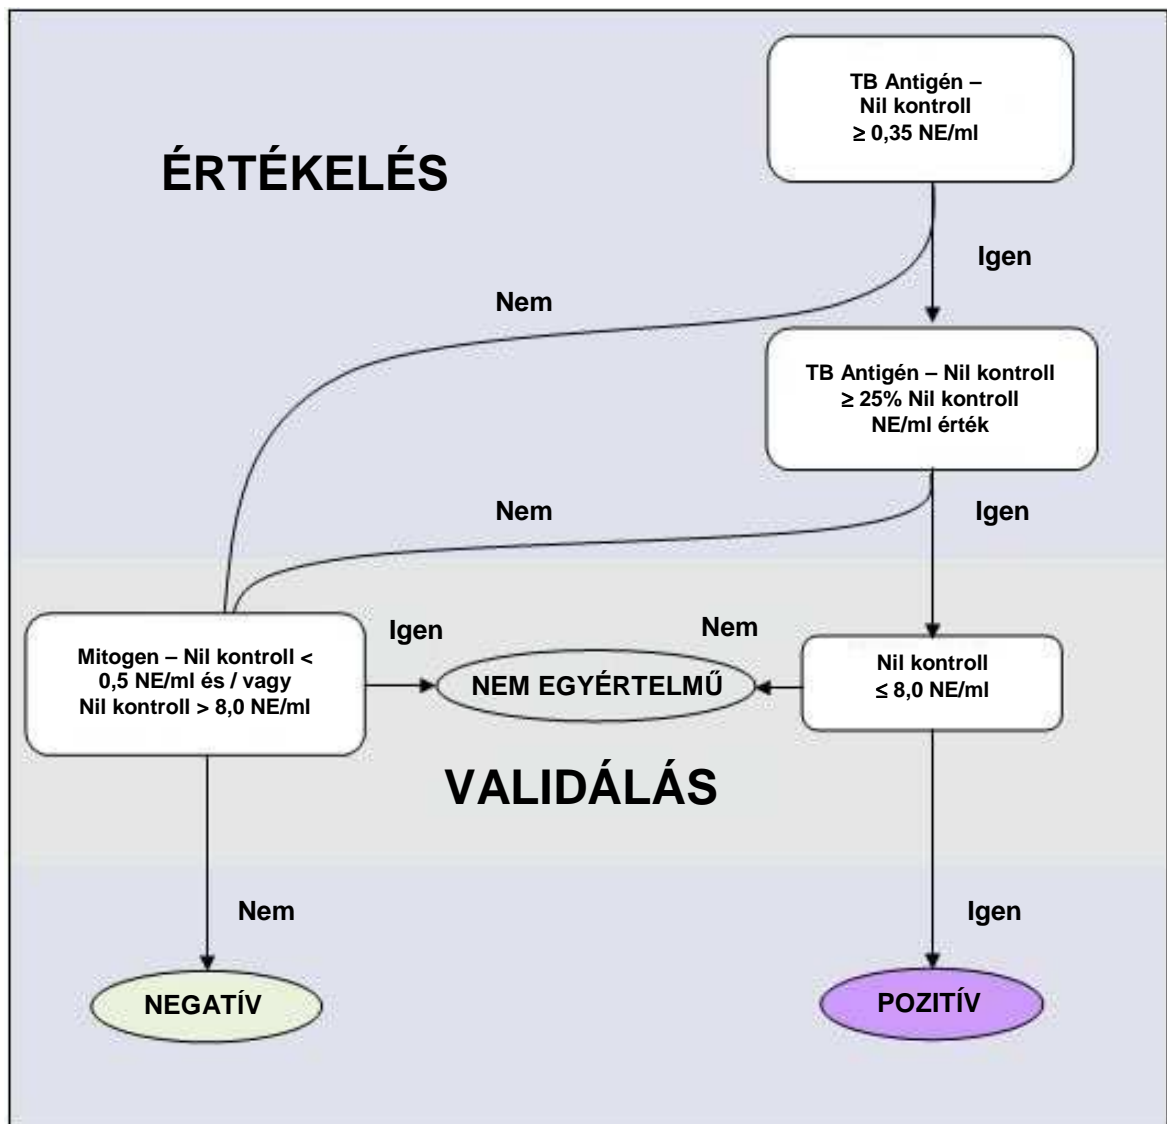 TB Antigén –
Nil kontroll
≥ 0,35 NE/ml
ÉRTÉKELÉS
Igen
Nem
TB Antigén – Nil kontroll
≥ 25% Nil kontroll
NE/ml érték
Nem
Igen
Mitogen – Nil kontroll <
0,5 NE/ml és / vagy
Nil kontroll > 8,0 NE/ml
Igen
NEM EGYÉRTELMŰ
Nem
Nil kontroll
≤ 8,0 NE/ml
VALIDÁLÁS
Nem
Igen
NEGATÍV
POZITÍV